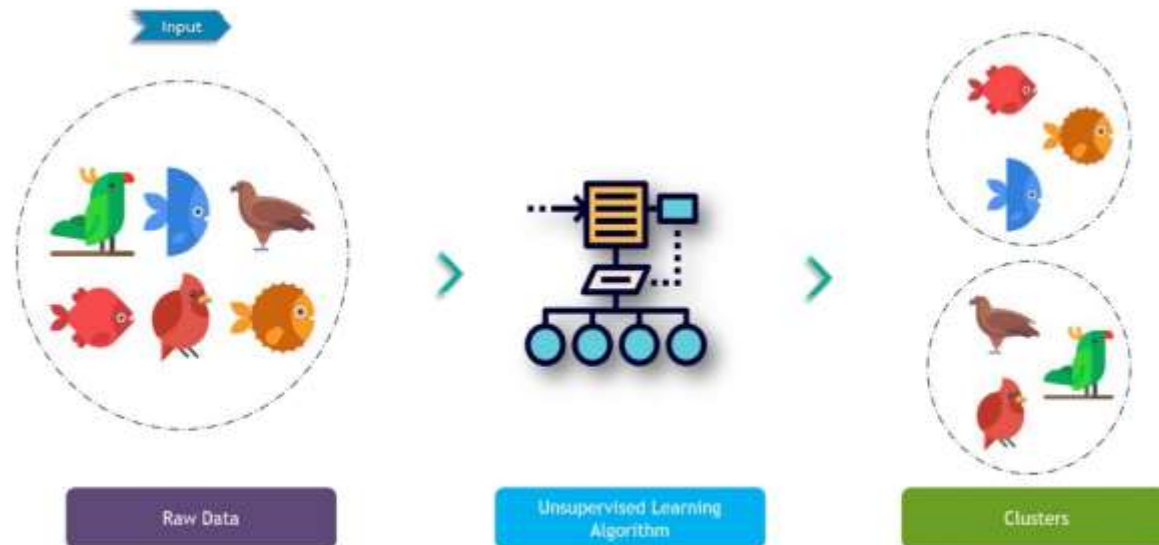 Input
Raw Data
Unsupervised Learning
Algorithm
Clusters